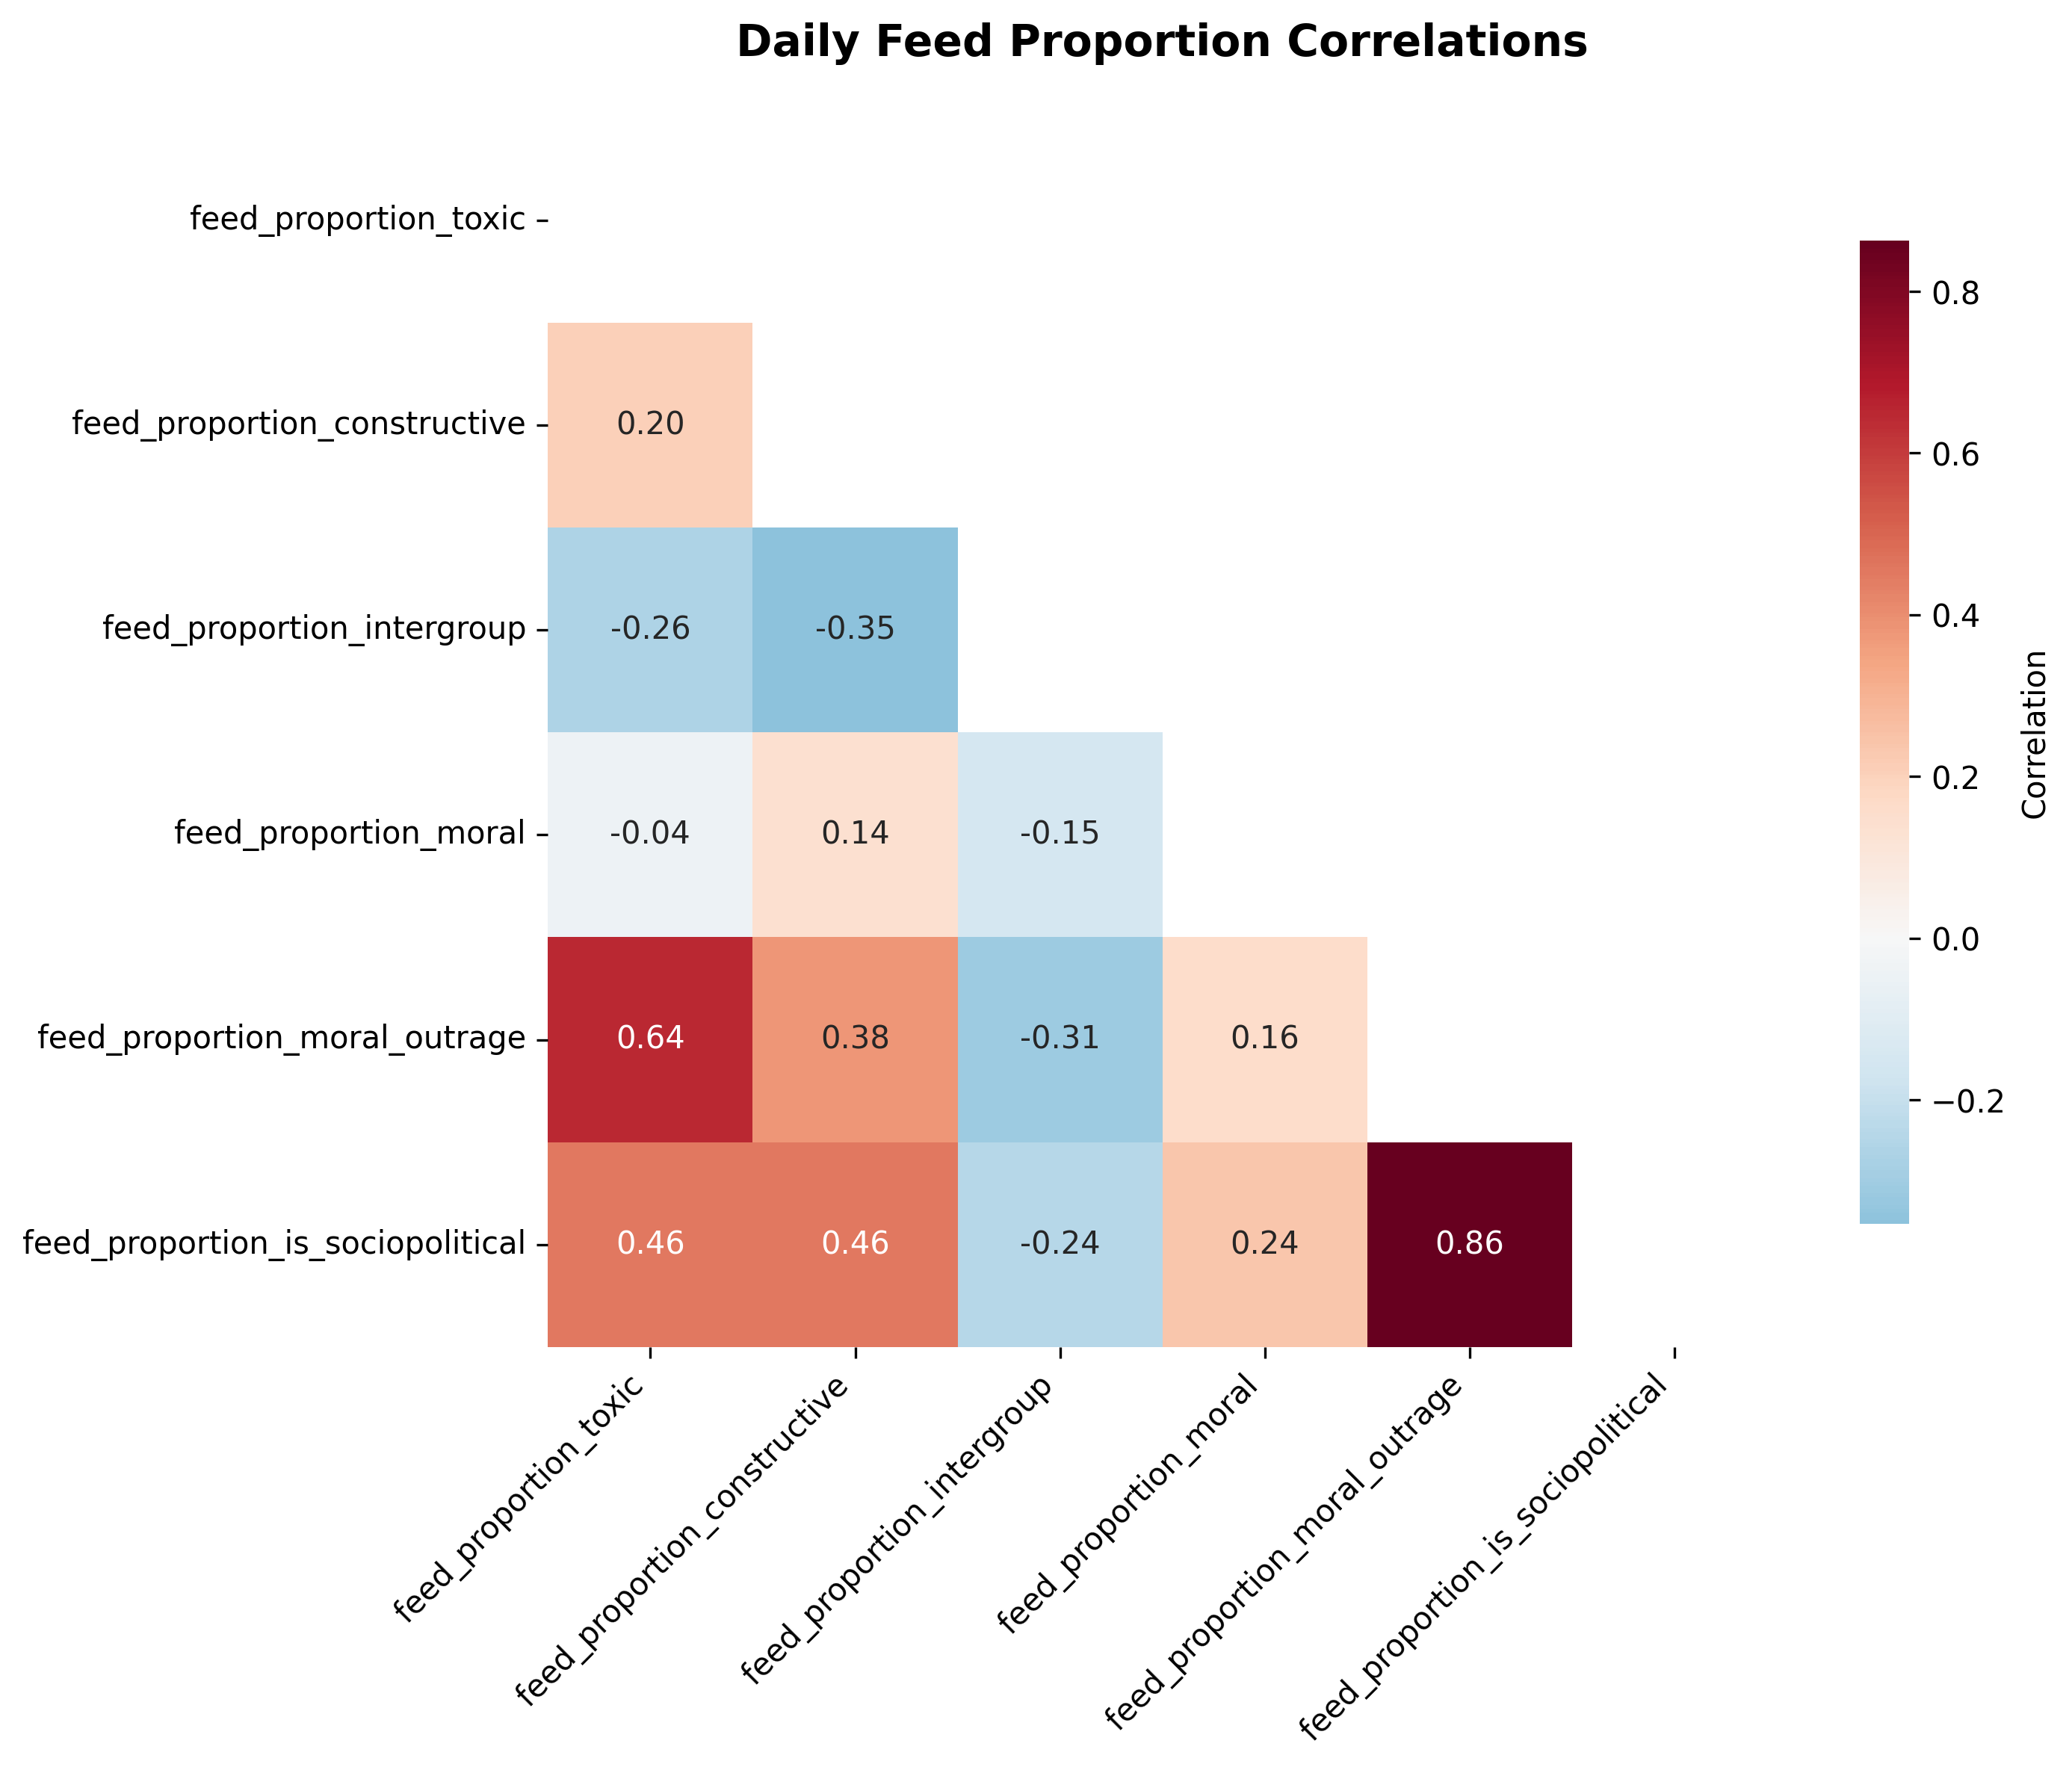 Daily Feed Proportion Correlations
feed_proportion_toxic
feed_proportion_constructive
0.20
feed_proportion_intergroup
-0.26 -0.35
feed_proportion_moral
-0.04 0.14 -0.15
feed_proportion_moral_outrage
0.64 0.38 -0.31 0.16
feed_proportion_is_sociopolitical
0.46 0.46 -0.24 0.24 0.86
feed_proportion_toxic
feed_proportion_constructive
feed_proportion_intergroup
feed_proportion_moral
feed_proportion_moral_outrage
feed_proportion_is_sociopolitical
0.8
0.6
0.4
0.2
0.0
−0.2
Correlation